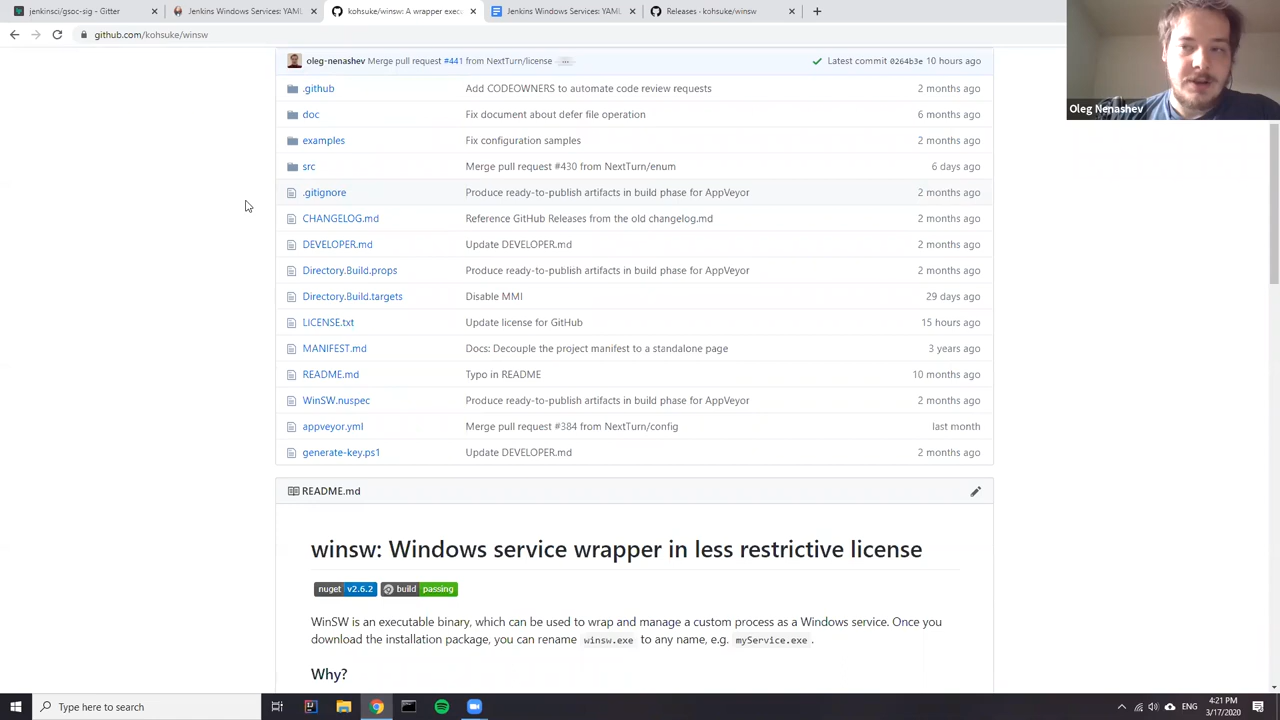 jenkinsci/gsoc-sig - Gitter
Jenkins Windows Services: YAML
kohsuke/winsw: A wrapper exec
Jenkins Windows Services: YAML
Releases · kohsuke/winsw
github.com/kohsuke/winsw
oleg-nenashev Merge pull request #441 from NextTurn/license ...
Latest commit 0264b3e 10 hours ago
.github Add CODEOWNERS to automate code review requests 2 months ago
doc Fix document about defer file operation 6 months ago
examples Fix configuration samples 2 months ago
src Merge pull request #430 from NextTurn/enum 6 days ago
.gitignore Produce ready-to-publish artifacts in build phase for AppVeyor 2 months ago
CHANGELOG.md Reference GitHub Releases from the old changelog.md 2 months ago
DEVELOPER.md Update DEVELOPER.md 2 months ago
Directory.Build.props Produce ready-to-publish artifacts in build phase for AppVeyor 2 months ago
Directory.Build.targets Disable MMI 29 days ago
LICENSE.txt Update license for GitHub 15 hours ago
MANIFEST.md Docs: Decouple the project manifest to a standalone page 3 years ago
README.md Typo in README 10 months ago
WinSW.nuspec Produce ready-to-publish artifacts in build phase for AppVeyor 2 months ago
appveyor.yml Merge pull request #384 from NextTurn/config last month
generate-key.ps1 Update DEVELOPER.md 2 months ago
README.md
winsw: Windows service wrapper in less restrictive license
nuget v2.6.2 build passing
WinSW is an executable binary, which can be used to wrap and manage a custom process as a Windows service. Once you
download the installation package, you can rename winsw.exe to any name, e.g. myService.exe .
Why?
Oleg Nenashev
Type here to search
ENG
4:21 PM
3/17/2020